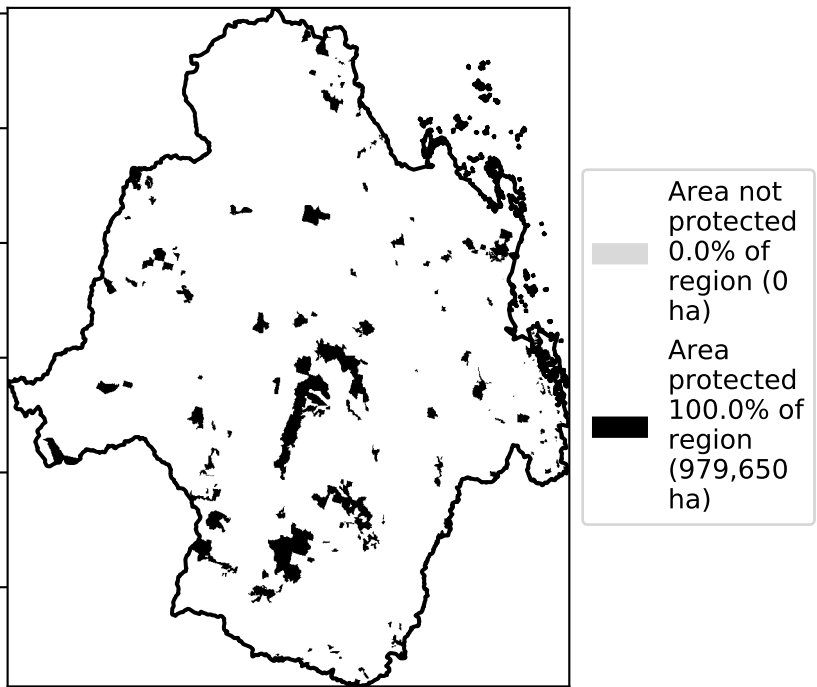 Area not
protected
0.0% of
region (0
ha)
Area
protected
100.0% of
region
(979,650
ha)